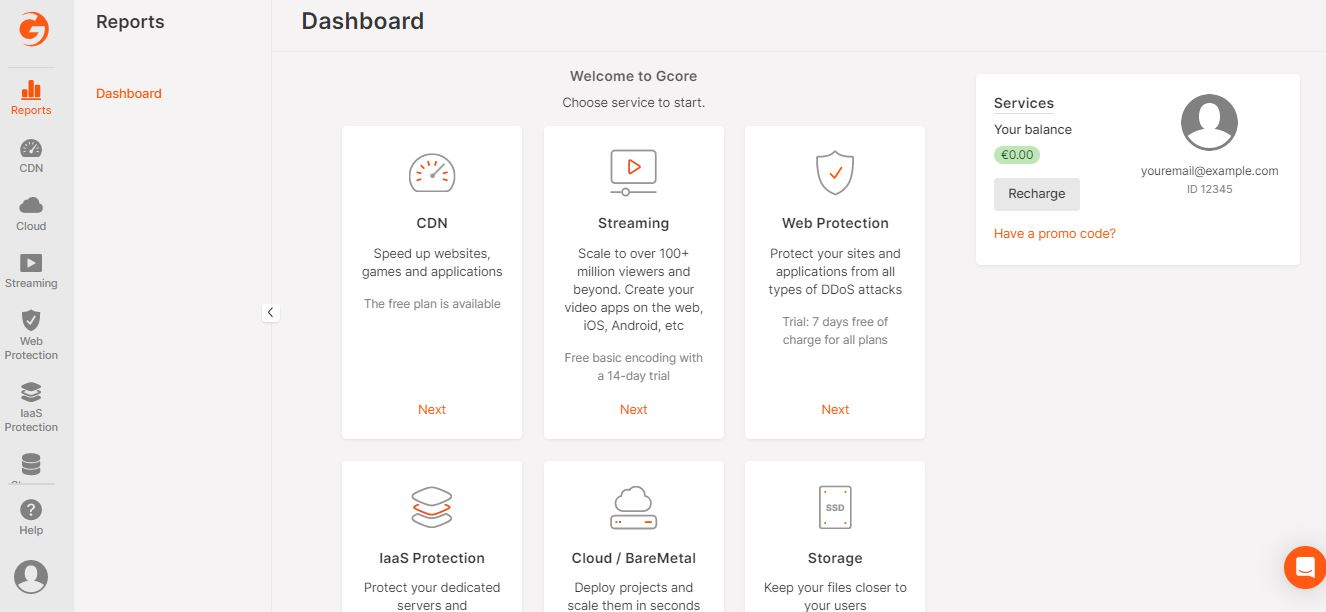 Reports
CDN
Cloud
Streaming
Web
Protection
IaaS
Protection
Help
Reports
Dashboard
Dashboard
Welcome to Gcore
Choose service to start.
CDN
Speed up websites,
games and applications
The free plan is available
Next
Streaming
Scale to over 100+
million viewers and
beyond. Create your
video apps on the web,
iOS, Android, etc
Free basic encoding with
a 14-day trial
Next
Web Protection
Protect your sites and
applications from all
types of DDoS attacks
Trial: 7 days free of
charge for all plans
Next
IaaS Protection
Protect your dedicated
servers and
Cloud / BareMetal
Deploy projects and
scale them in seconds
SSD
Storage
Keep your files closer to
your users
Services
Your balance
€0.00
Recharge
Have a promo code?
youremail@example.com
ID 12345